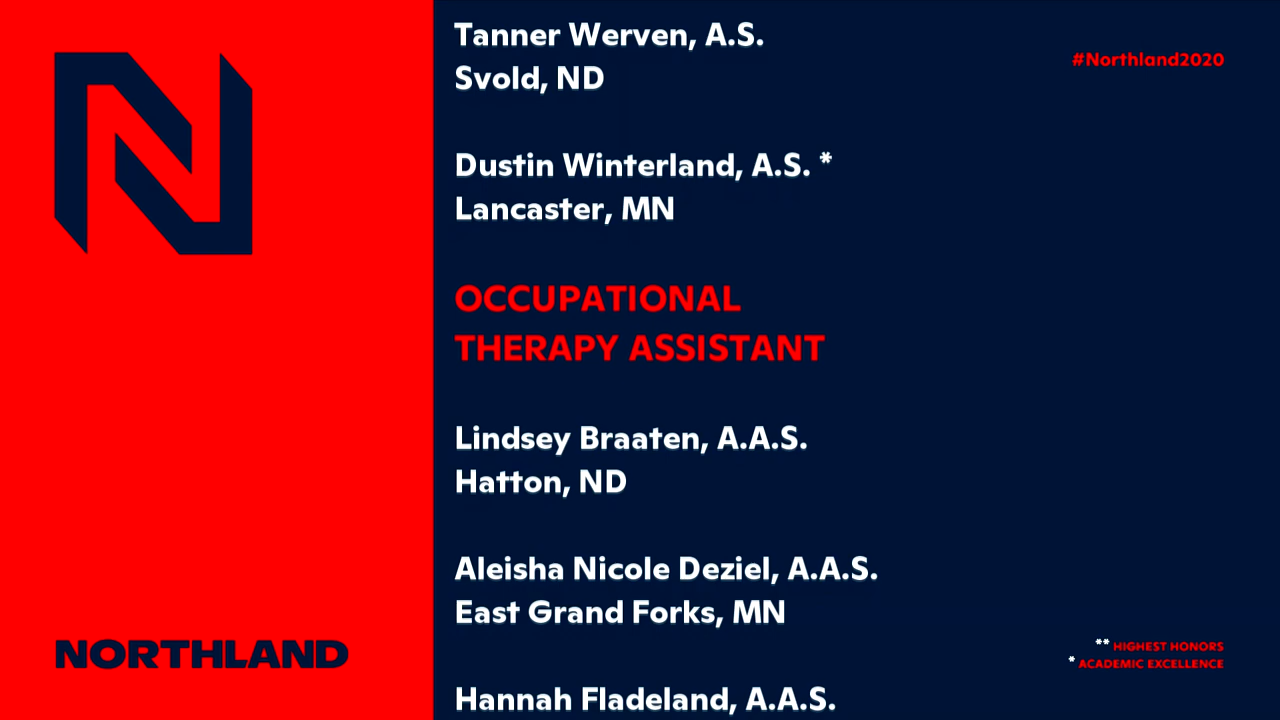 Tanner Werven, A.S.
Svold, ND
#Northland2020
Dustin Winterland, A.S. *
Lancaster, MN
OCCUPATIONAL
THERAPY ASSISTANT
Lindsey Braaten, A.A.S.
Hatton, ND
Aleisha Nicole Deziel, A.A.S.
East Grand Forks, MN
Hannah Fladeland, A.A.S.
N
NORTHLAND
** HIGHEST HONORS
* ACADEMIC EXCELLENCE